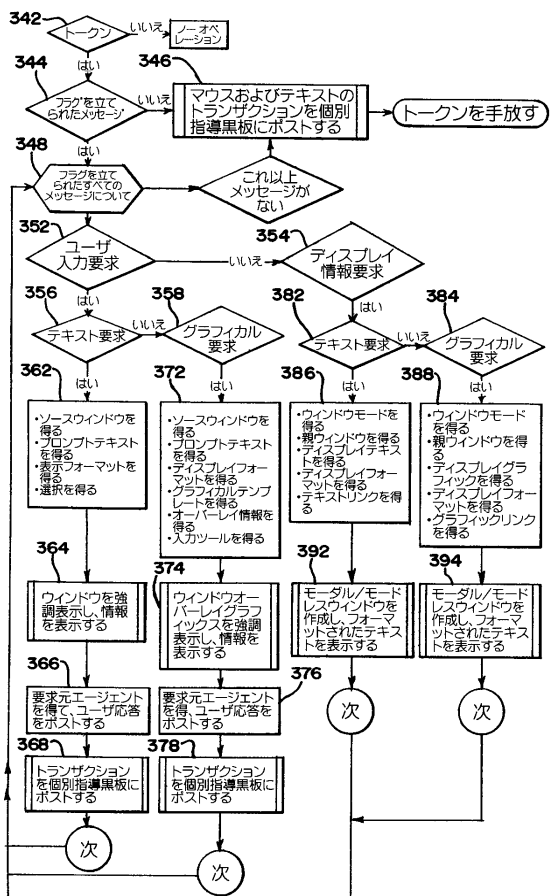 342
トークン
いいえ
ノー オペ
レーション
はい
344
フラグを立て
られたメッセージ
いいえ
346
マウスおよびテキストの
トランザクションを個別
指導黒板にポストする
トークンを手放す
はい
348
フラグを立て
られたすべての
メッセージについて
これ以上
メッセージが
ない
352
ユーザ
入力要求
いいえ
354
ディスプレイ
情報要求
はい
はい
356
テキスト要求
いいえ
358
グラフィカル
要求
382
テキスト要求
いいえ
384
グラフィカル
要求
はい
はい
はい
はい
362
・ソースウィンドウを
得る
・プロンプトテキスト
を得る
・表示フォーマットを
得る
・選択を得る
372
・ソースウィンドウを
得る
・プロンプトテキストを
得る
・ディスプレイフォー
マットを得る
・グラフィカルテンプ
レートを得る
・オーバーレイ情報を
得る
・入力ツールを得る
386
・ウィンドウモードを
得る
・親ウィンドウを得る
・ディスプレイテキス
トを得る
・ディスプレイフォー
マットを得る
・テキストリンクを得
る
388
・ウィンドウモード
を得る
・親ウィンドウを得
る
・ディスプレイグラ
フィックを得る
・ディスプレイフォー
マットを得る
・グラフィックリンク
を得る
364
ウィンドウを強
調表示し、情報
を表示する
374
ウィンドウオー
バーレイグラフィ
ックスを強調
表示し、情報を
表示する
392
モーダル/モード
レスウィンドウを
作成し、フォーマ
ットされたテキス
トを表示する
394
モーダル/モード
レスウィンドウを
作成し、フォーマ
ットされたテキス
トを表示する
366
要求元エージェント
を得て、ユーザ応答
をポストする
376
要求元エージェント
を得、ユーザ応答を
ポストする
次
次
368
トランザクション
を個別指導黒板に
ポストする
378
トランザクション
を個別指導黒板に
ポストする
次
次